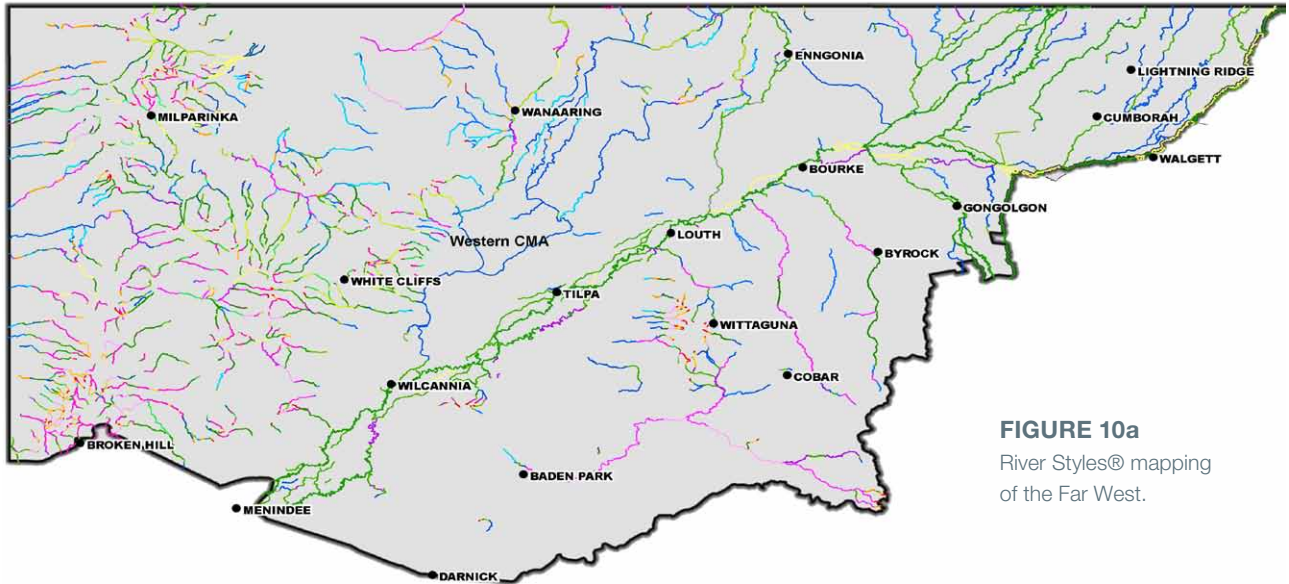 ENNGONIA
LIGHTNING RIDGE
WANAARING
MILPARINKA
CUMBORAH
WALGETT
BOURKE
GONGOLGON
LOUTH
Western CMA
BYROCK
WHITE CLIFFS
TILPA
WITTAGUNA
COBAR
WILCANNIA
BROKEN HILL
BADEN PARK
MENINDEE
DARNICK
FIGURE 10a
River Styles® mapping
of the Far West.